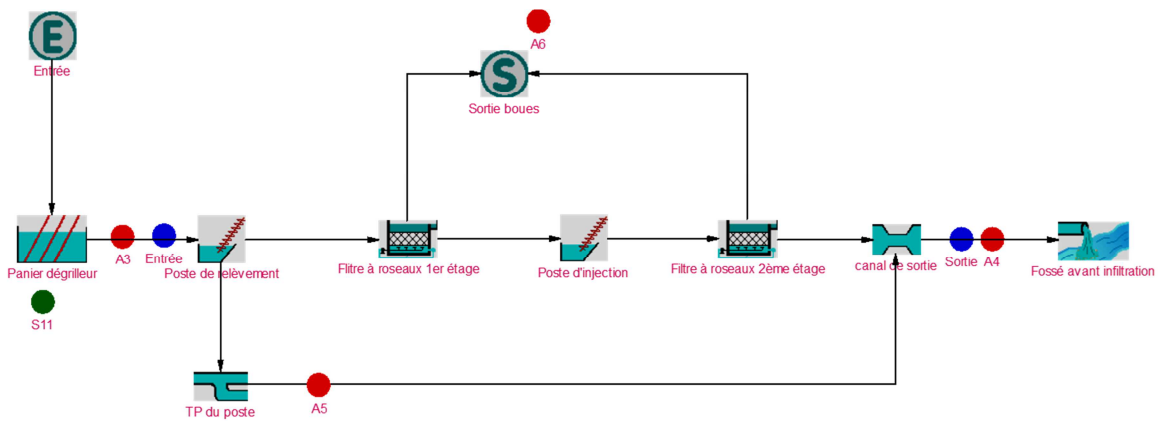 E
Entrée
A6
S
Sortie boues
Panier dégrilleur
A3
Entrée
Poste de relèvement
Flitre à roseaux 1er étage
Poste d'injection
Filtre à roseaux 2ème étage
canal de sortie
Sortie
A4
Fossé avant infiltration
S11
TP du poste
A5